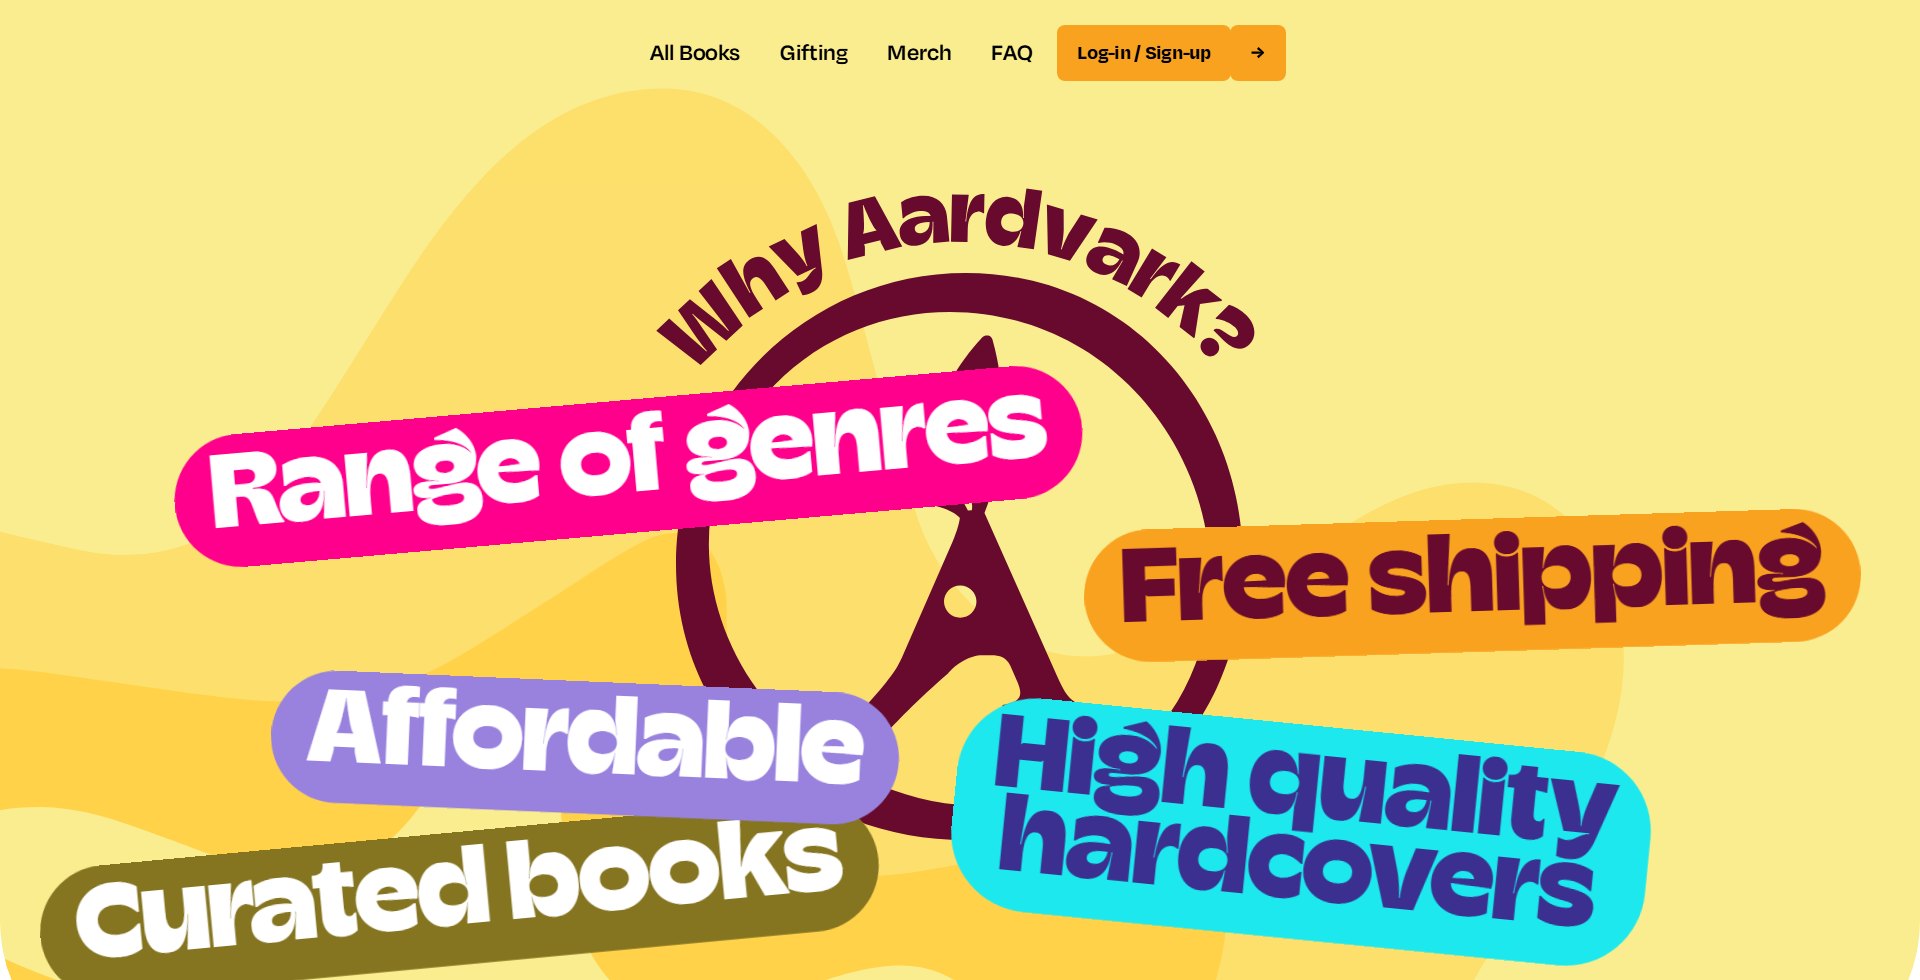 All Books Gifting Merch FAQ Log-in / Sign-up →
Why Aardvark?
Range of genres
Free shipping
Affordable
High quality
hardcovers
Curated books